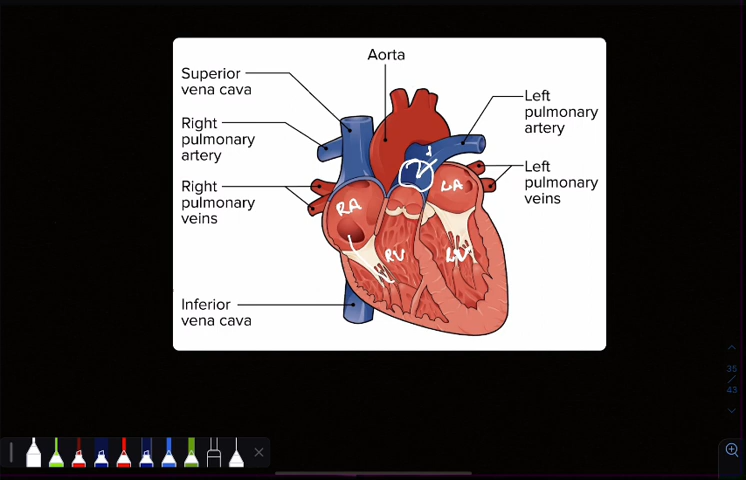 Aorta
Superior
vena cava
Left
pulmonary
artery
Right
pulmonary
artery
Left
pulmonary
veins
Right
pulmonary
veins
LA
RA
RV
LV
Inferior
vena cava
35
/
43